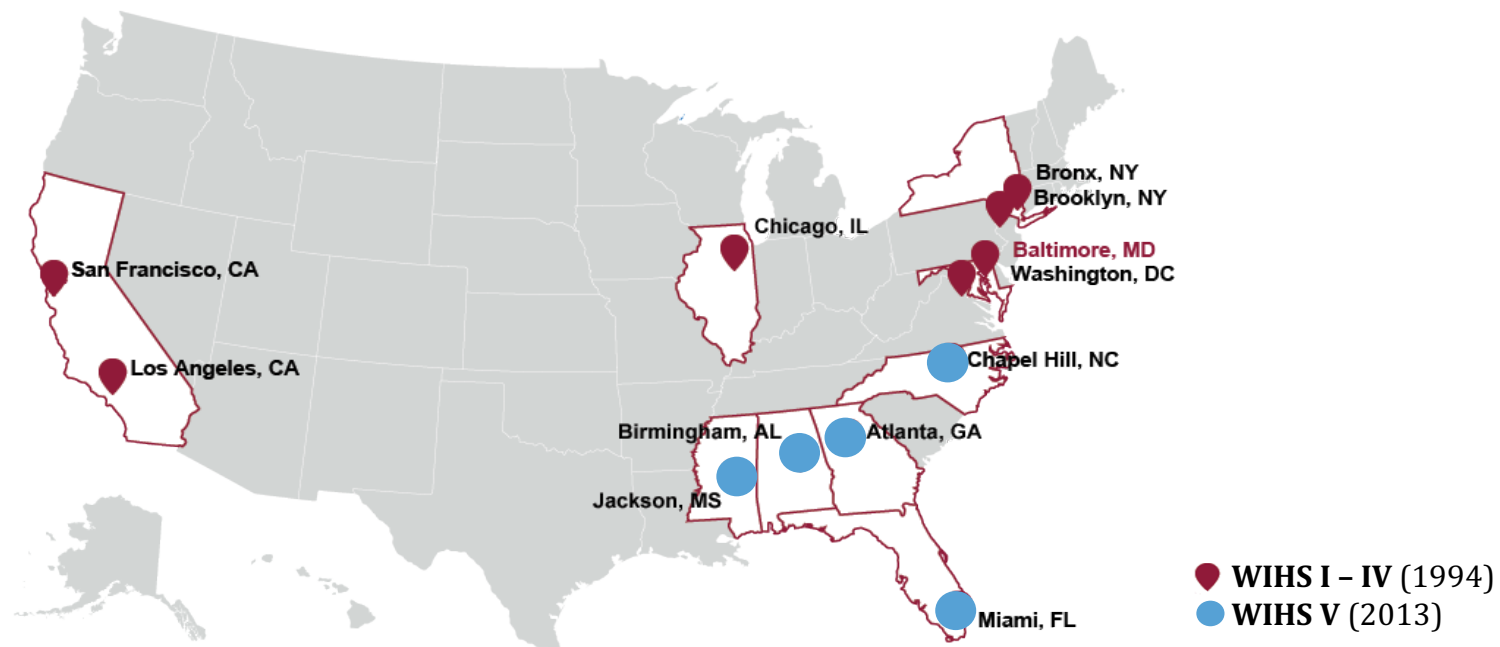 Bronx, NY
Brooklyn, NY
Chicago, IL
Baltimore, MD
San Francisco, CA
Washington, DC
Chapel Hill, NC
Los Angeles, CA
Birmingham, AL
Atlanta, GA
Jackson, MS
WIHS I – IV (1994)
WIHS V (2013)
Miami, FL